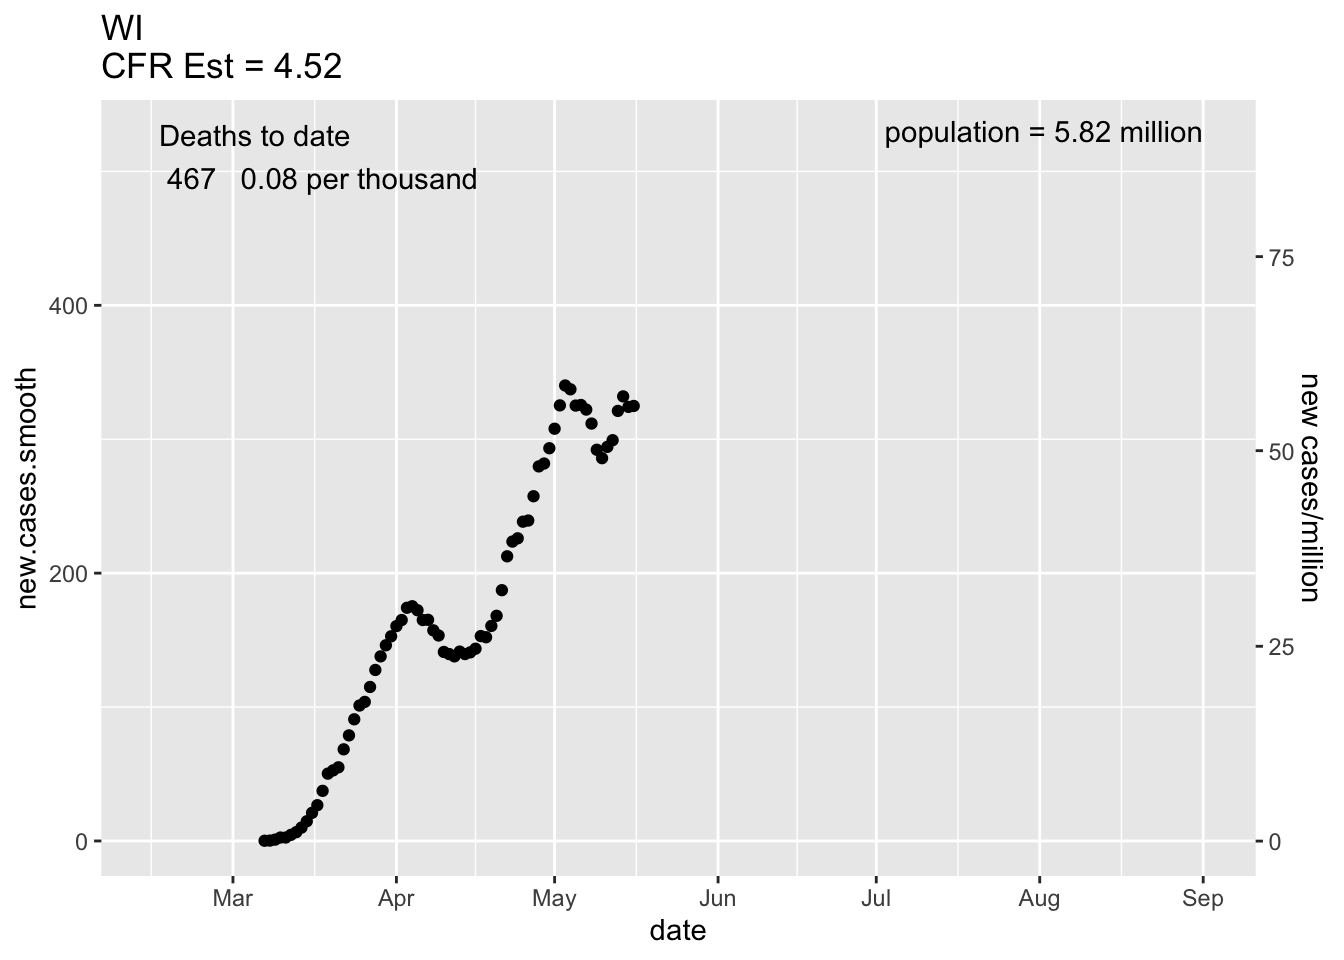 WI
CFR Est = 4.52
Deaths to date
467 0.08 per thousand
population = 5.82 million
new.cases.smooth
400
200
0
75
50
25
0
new cases/million
Mar Apr May Jun Jul Aug Sep
date